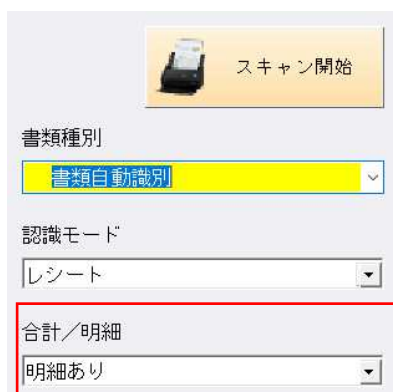 スキャン開始
書類種別
書類自動識別
認識モード
レシート
合計／明細
明細あり